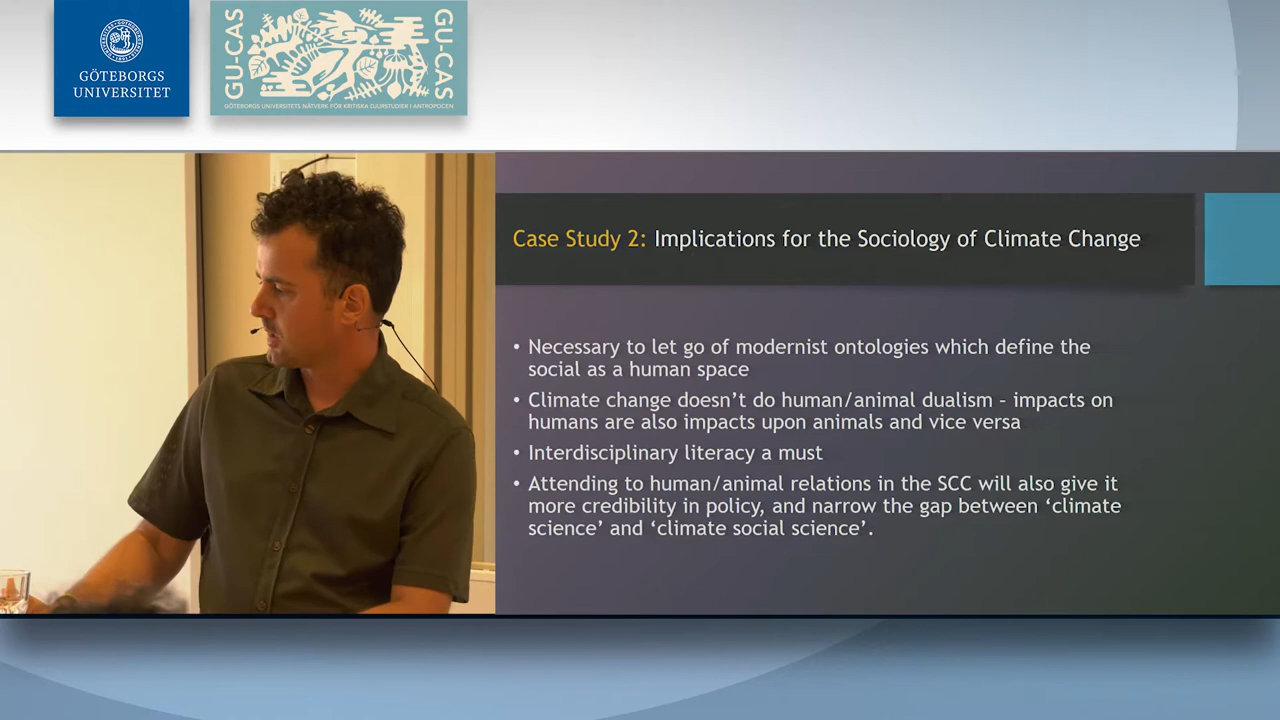 GÖTEBORGS
UNIVERSITET
GU-CAS
GU-CAS
GÖTEBORGS UNIVERSITETS NÄTVERK FÖR KRITISKA DJURSTUDIER I ANTROPOCEN
Case Study 2: Implications for the Sociology of Climate Change
• Necessary to let go of modernist ontologies which define the
social as a human space
• Climate change doesn’t do human/animal dualism – impacts on
humans are also impacts upon animals and vice versa
• Interdisciplinary literacy a must
• Attending to human/animal relations in the SCC will also give it
more credibility in policy, and narrow the gap between ‘climate
science’ and ‘climate social science’.